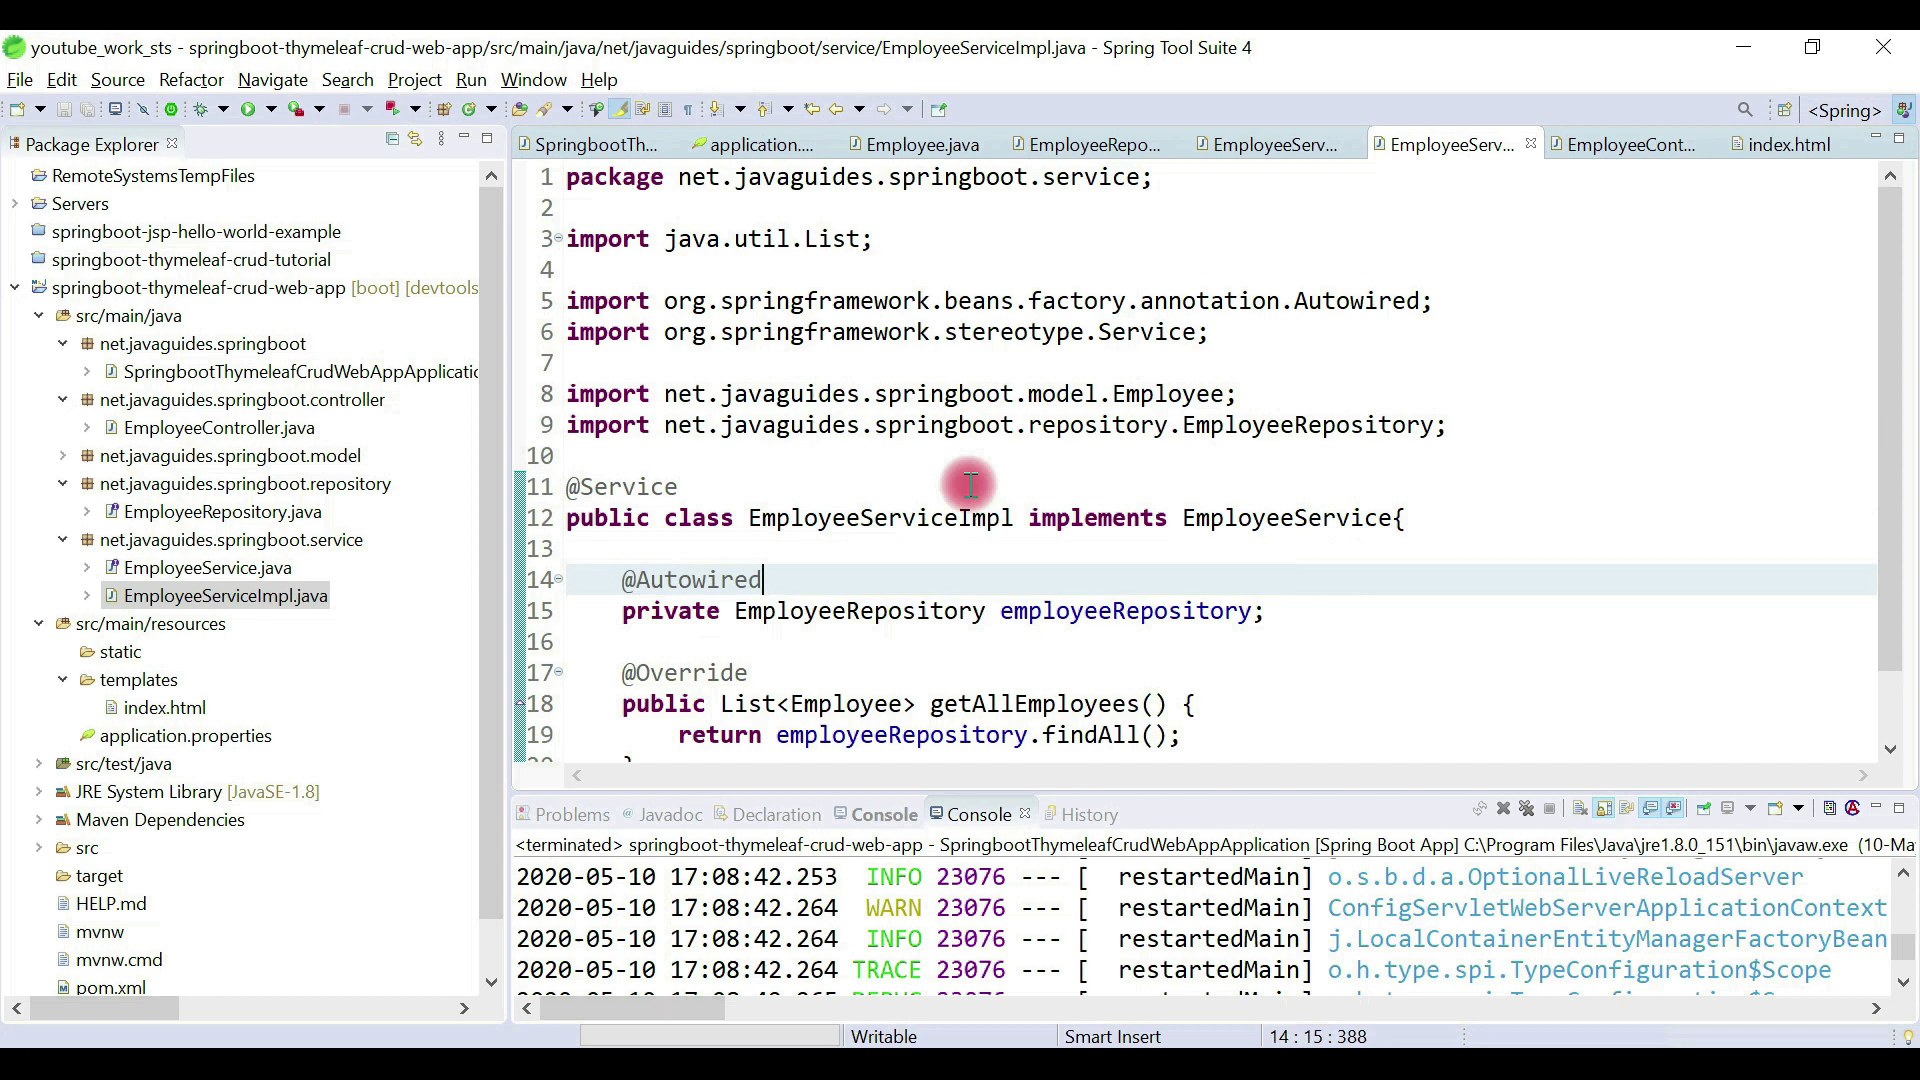 youtube_work_sts - springboot-thymeleaf-crud-web-app/src/main/java/net/javaguides/springboot/service/EmployeeServiceImpl.java - Spring Tool Suite 4
File Edit Source Refactor Navigate Search Project Run Window Help
<Spring>
Package Explorer
RemoteSystemsTempFiles
Servers
springboot-jsp-hello-world-example
springboot-thymeleaf-crud-tutorial
springboot-thymeleaf-crud-web-app [boot] [devtools
src/main/java
net.javaguides.springboot
SpringbootThymeleafCrudWebAppApplicatio
net.javaguides.springboot.controller
EmployeeController.java
net.javaguides.springboot.model
net.javaguides.springboot.repository
EmployeeRepository.java
net.javaguides.springboot.service
EmployeeService.java
EmployeeServiceImpl.java
src/main/resources
static
templates
index.html
application.properties
src/test/java
JRE System Library [JavaSE-1.8]
Maven Dependencies
src
target
HELP.md
mvnw
mvnw.cmd
pom.xml
SpringbootTh... application.... Employee.java EmployeeRepo... EmployeeServ... EmployeeServ... EmployeeCont... index.html
1 package net.javaguides.springboot.service;
2
3 import java.util.List;
4
5 import org.springframework.beans.factory.annotation.Autowired;
6 import org.springframework.stereotype.Service;
7
8 import net.javaguides.springboot.model.Employee;
9 import net.javaguides.springboot.repository.EmployeeRepository;
10
11 @Service
12 public class EmployeeServiceImpl implements EmployeeService{
13
14 @Autowired
15 private EmployeeRepository employeeRepository;
16
17 @Override
18 public List<Employee> getAllEmployees() {
19 return employeeRepository.findAll();
Problems Javadoc Declaration Console Console History
<terminated> springboot-thymeleaf-crud-web-app - SpringbootThymeleafCrudWebAppApplication [Spring Boot App] C:\Program Files\Java\jre1.8.0_151\bin\javaw.exe (10-Ma
2020-05-10 17:08:42.253 INFO 23076 --- [ restartedMain] o.s.b.d.a.OptionalLiveReloadServer
2020-05-10 17:08:42.264 WARN 23076 --- [ restartedMain] ConfigServletWebServerApplicationContext
2020-05-10 17:08:42.264 INFO 23076 --- [ restartedMain] j.LocalContainerEntityManagerFactoryBean
2020-05-10 17:08:42.264 TRACE 23076 --- [ restartedMain] o.h.type.spi.TypeConfiguration$Scope
Writable Smart Insert 14 : 15 : 388